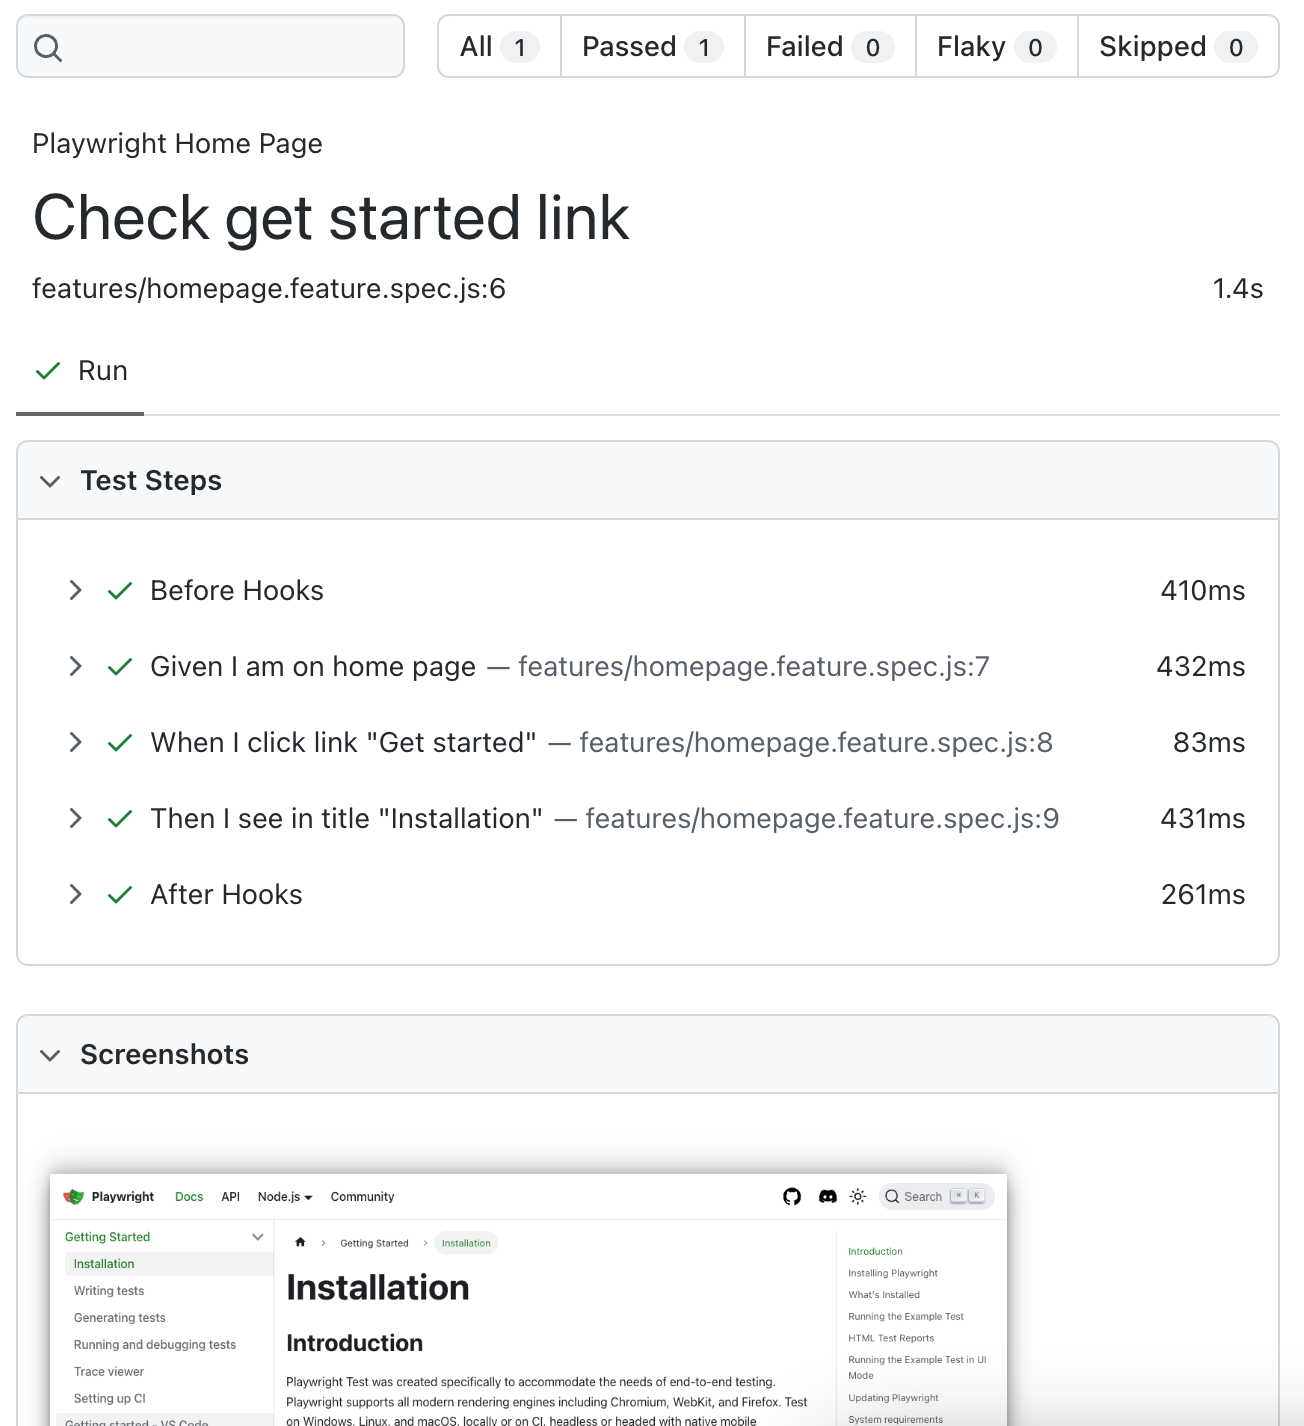 All 1 Passed 1 Failed 0 Flaky 0 Skipped 0
Playwright Home Page
Check get started link
features/homepage.feature.spec.js:6 1.4s
Run
Test Steps
Before Hooks 410ms
Given I am on home page — features/homepage.feature.spec.js:7 432ms
When I click link "Get started" — features/homepage.feature.spec.js:8 83ms
Then I see in title "Installation" — features/homepage.feature.spec.js:9 431ms
After Hooks 261ms
Screenshots
Playwright Docs API Node.js Community Search ⌘ K
Getting Started
Installation
Writing tests
Generating tests
Running and debugging tests
Trace viewer
Setting up CI
Getting started - VS Code
Getting Started Installation
Installation
Introduction
Playwright Test was created specifically to accommodate the needs of end-to-end testing.
Playwright supports all modern rendering engines including Chromium, WebKit, and Firefox. Test
on Windows, Linux, and macOS, locally or on CI, headless or headed with native mobile
Introduction
Installing Playwright
What's Installed
Running the Example Test
HTML Test Reports
Running the Example Test in UI
Mode
Updating Playwright
System requirements